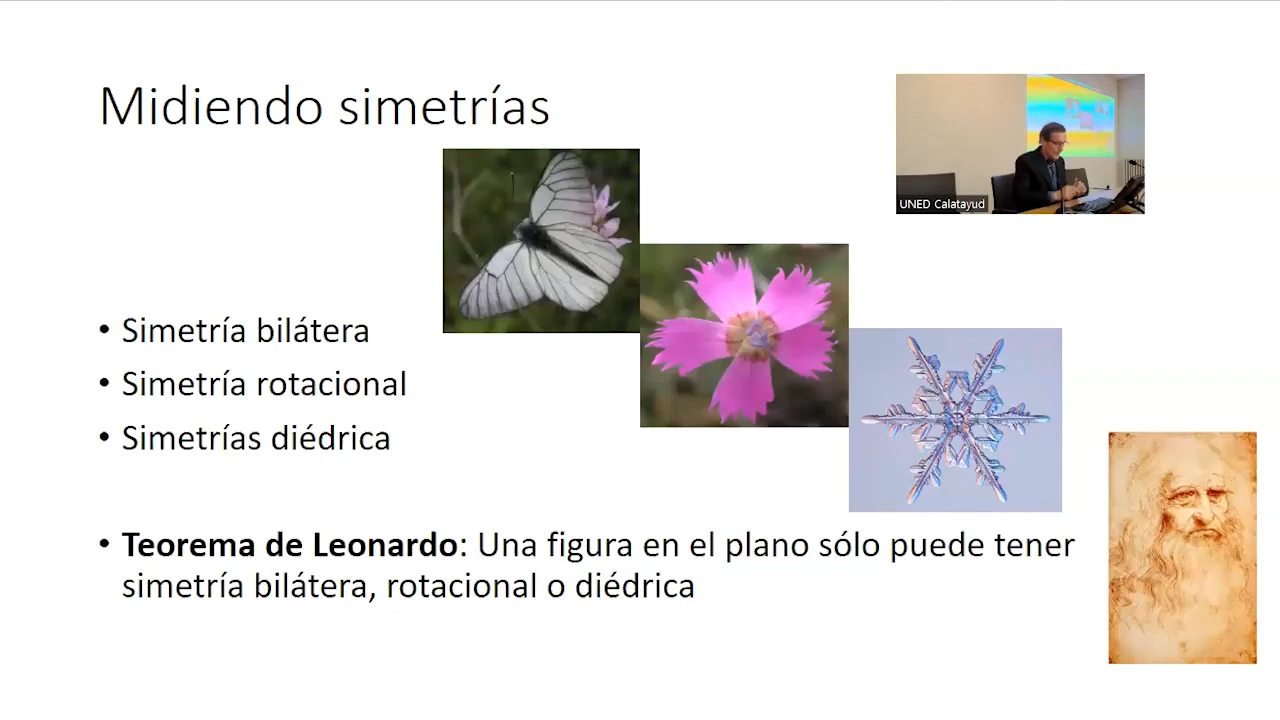 Midiendo simetrías
UNED Calatayud
• Simetría bilátera
• Simetría rotacional
• Simetrías diédrica
• Teorema de Leonardo: Una figura en el plano sólo puede tener
simetría bilátera, rotacional o diédrica